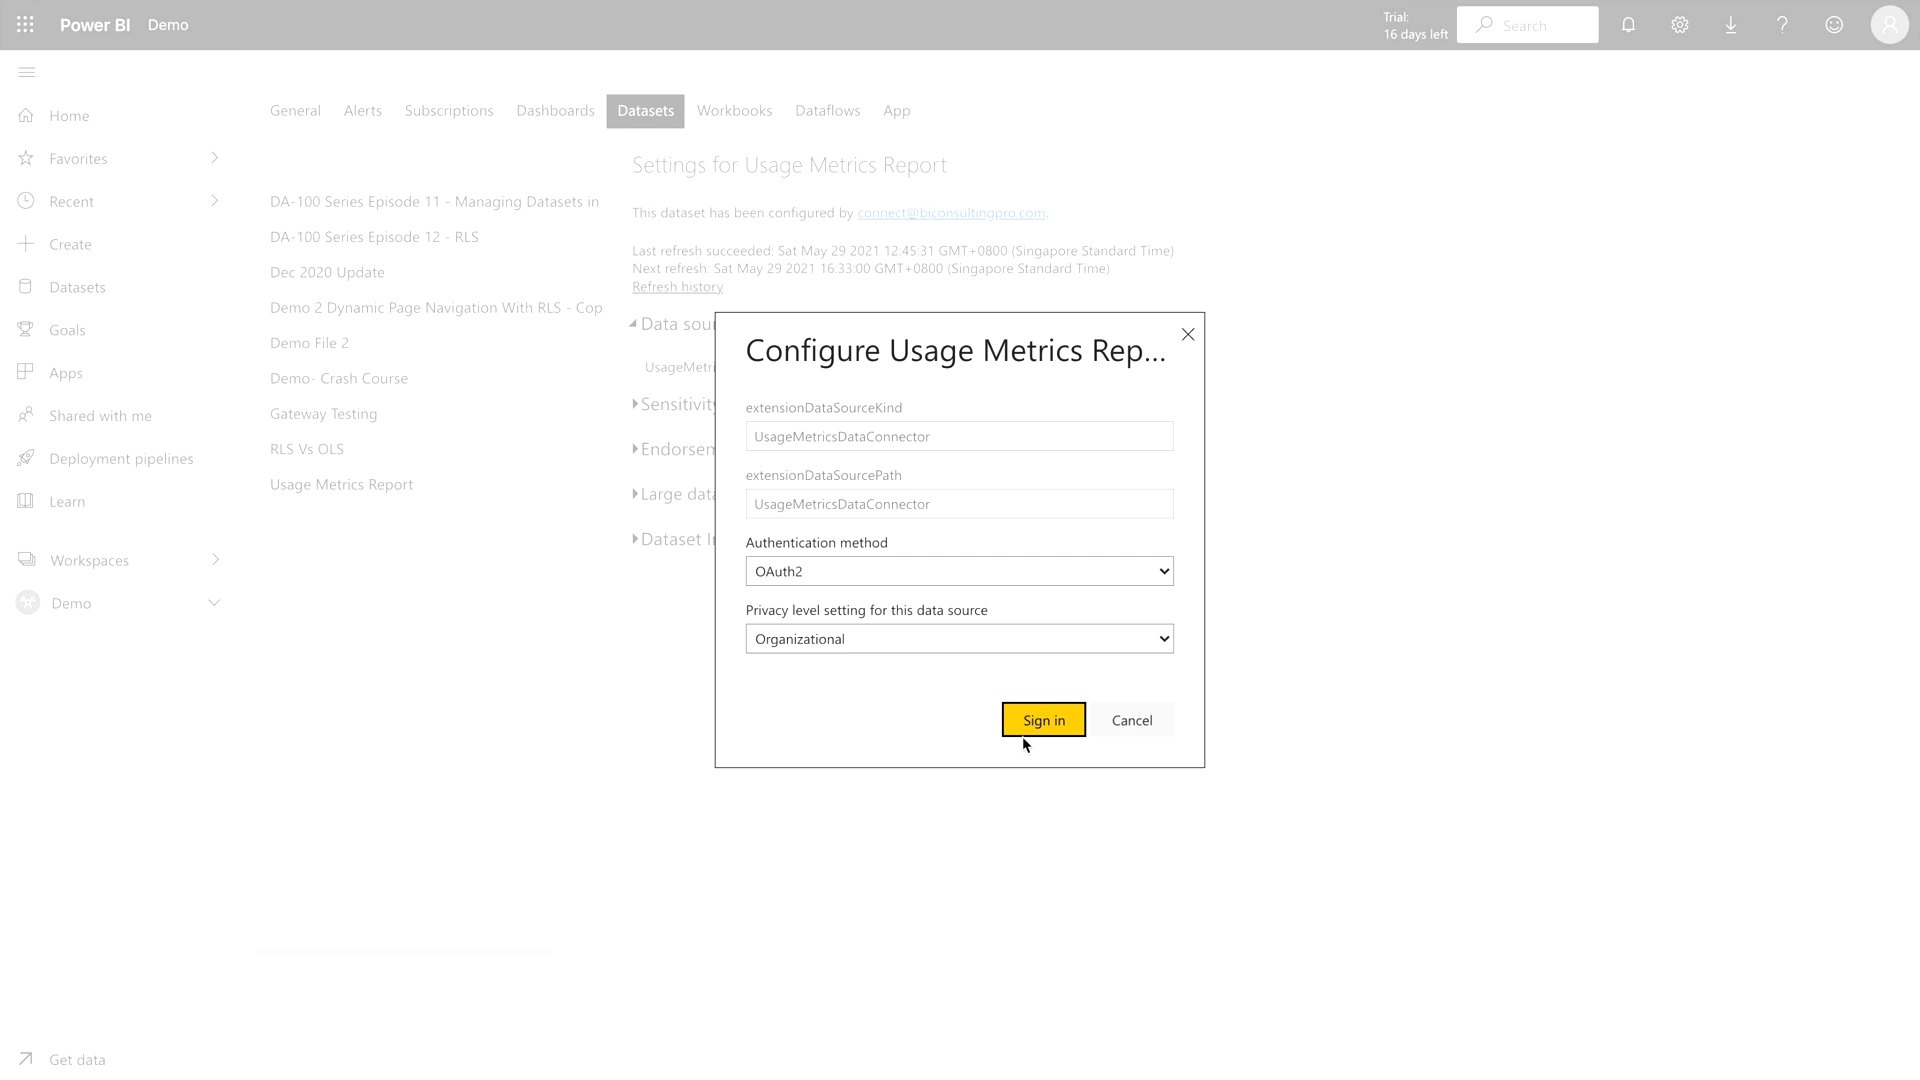 Power BI Demo
Trial:
16 days left
Search
Home
Favorites
Recent
Create
Datasets
Goals
Apps
Shared with me
Deployment pipelines
Learn
Workspaces
Demo
Get data
General Alerts Subscriptions Dashboards Datasets Workbooks Dataflows App
DA-100 Series Episode 11 - Managing Datasets in
DA-100 Series Episode 12 - RLS
Dec 2020 Update
Demo 2 Dynamic Page Navigation With RLS - Cop
Demo File 2
Demo- Crash Course
Gateway Testing
RLS Vs OLS
Usage Metrics Report
Settings for Usage Metrics Report
This dataset has been configured by connect@biconsultingpro.com.
Last refresh succeeded: Sat May 29 2021 12:45:31 GMT+0800 (Singapore Standard Time)
Next refresh: Sat May 29 2021 16:33:00 GMT+0800 (Singapore Standard Time)
Refresh history
Data sour
UsageMetri
Sensitivity
Endorsem
Large data
Dataset I
Configure Usage Metrics Rep...
extensionDataSourceKind
UsageMetricsDataConnector
extensionDataSourcePath
UsageMetricsDataConnector
Authentication method
OAuth2
Privacy level setting for this data source
Organizational
Sign in Cancel